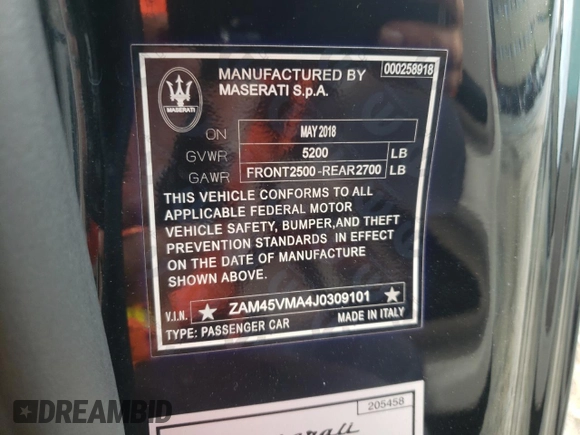 MANUFACTURED BY 000258918
MASERATI S.p.A.
MASERATI
ON MAY 2018
GVWR 5200 LB
GAWR FRONT2500-REAR2700 LB
THIS VEHICLE CONFORMS TO ALL
APPLICABLE FEDERAL MOTOR
VEHICLE SAFETY, BUMPER,AND THEFT
PREVENTION STANDARDS IN EFFECT
ON THE DATE OF MANUFACTURE
SHOWN ABOVE.
V.I.N. ★ ZAM45VMA4J0309101 ★
TYPE: PASSENGER CAR MADE IN ITALY
205458
DREAMBID